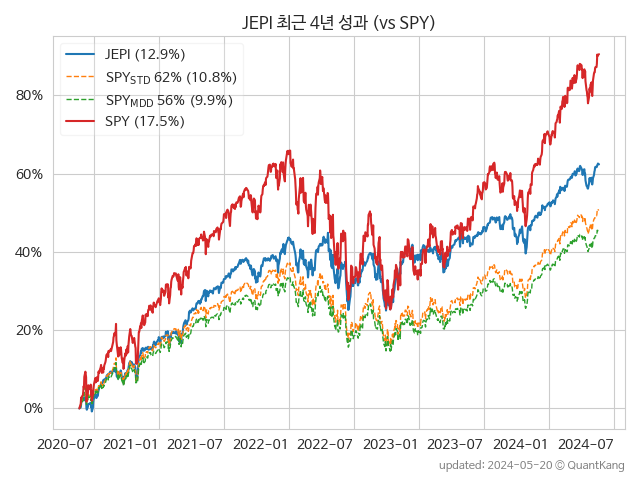 JEPI 최근 4년 성과 (vs SPY)
JEPI (12.9%)
SPYSTD 62% (10.8%)
SPYMDD 56% (9.9%)
SPY (17.5%)
80%
60%
40%
20%
0%
2020-07 2021-01 2021-07 2022-01 2022-07 2023-01 2023-07 2024-01 2024-07
updated: 2024-05-20 © QuantKang